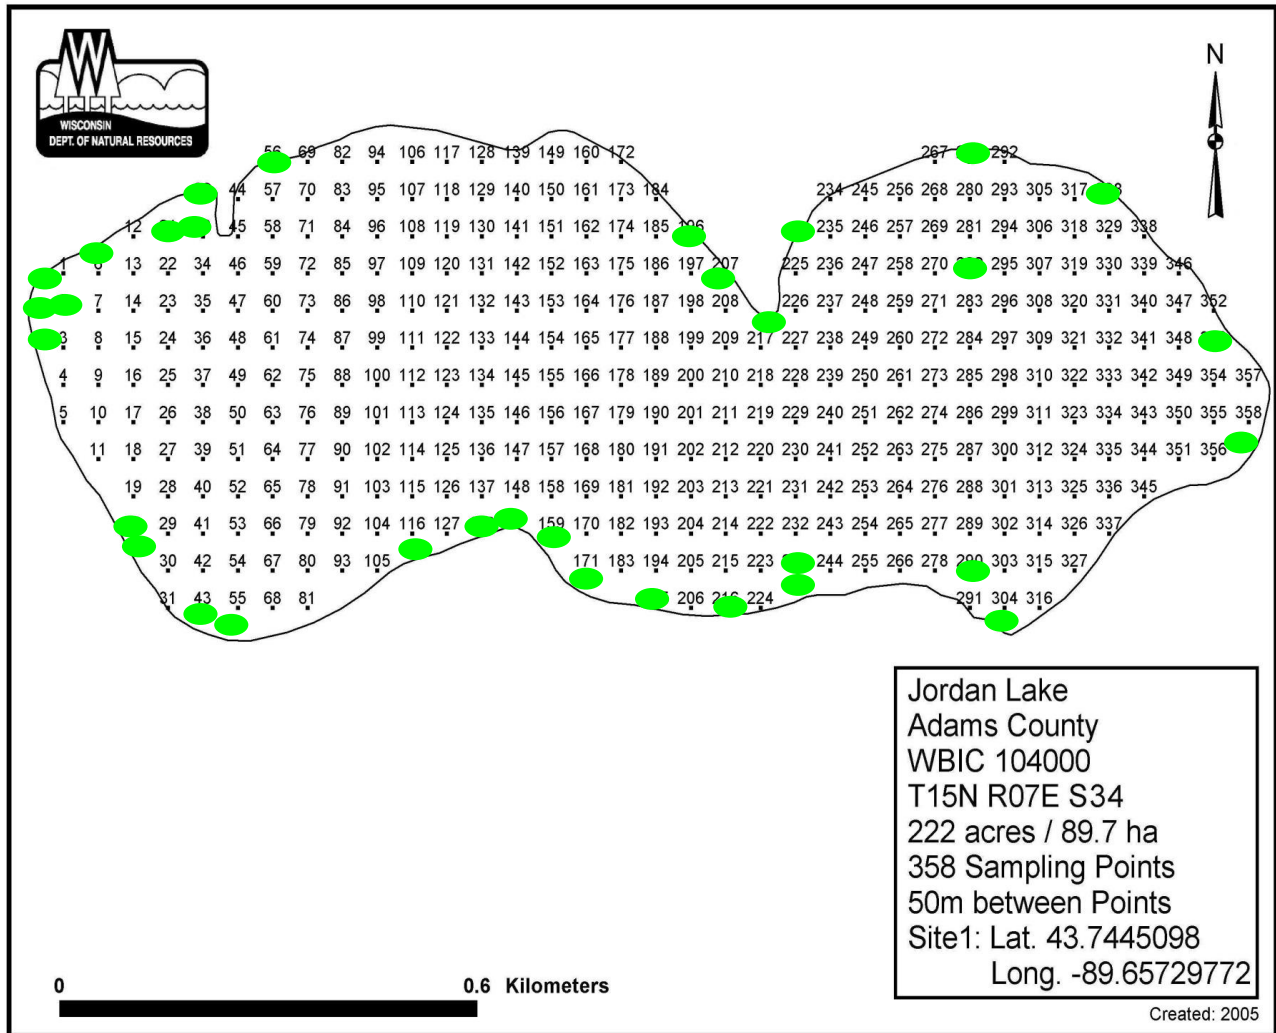 WISCONSIN
DEPT. OF NATURAL RESOURCES
N
56 69 82 94 106 117 128 139 149 160 172 267 292
44 57 70 83 95 107 118 129 140 150 161 173 184 234 245 256 268 280 293 305 317
12 45 58 71 84 96 108 119 130 141 151 162 174 185 196 235 246 257 269 281 294 306 318 329 338
1 6 13 22 34 46 59 72 85 97 109 120 131 142 152 163 175 186 197 207 225 236 247 258 270 295 307 319 330 339 346
7 14 23 35 47 60 73 86 98 110 121 132 143 153 164 176 187 198 208 226 237 248 259 271 283 296 308 320 331 340 347 352
3 8 15 24 36 48 61 74 87 99 111 122 133 144 154 165 177 188 199 209 217 227 238 249 260 272 284 297 309 321 332 341 348
4 9 16 25 37 49 62 75 88 100 112 123 134 145 155 166 178 189 200 210 218 228 239 250 261 273 285 298 310 322 333 342 349 354 357
5 10 17 26 38 50 63 76 89 101 113 124 135 146 156 167 179 190 201 211 219 229 240 251 262 274 286 299 311 323 334 343 350 355 358
11 18 27 39 51 64 77 90 102 114 125 136 147 157 168 180 191 202 212 220 230 241 252 263 275 287 300 312 324 335 344 351 356
19 28 40 52 65 78 91 103 115 126 137 148 158 169 181 192 203 213 221 231 242 253 264 276 288 301 313 325 336 345
29 41 53 66 79 92 104 116 127 159 170 182 193 204 214 222 232 243 254 265 277 289 302 314 326 337
30 42 54 67 80 93 105 171 183 194 205 215 223 244 255 266 278 290 303 315 327
31 43 55 68 81 206 216 224 291 304 316
Jordan Lake
Adams County
WBIC 104000
T15N R07E S34
222 acres / 89.7 ha
358 Sampling Points
50m between Points
Site1: Lat. 43.7445098
Long. -89.65729772
0 0.6 Kilometers
Created: 2005